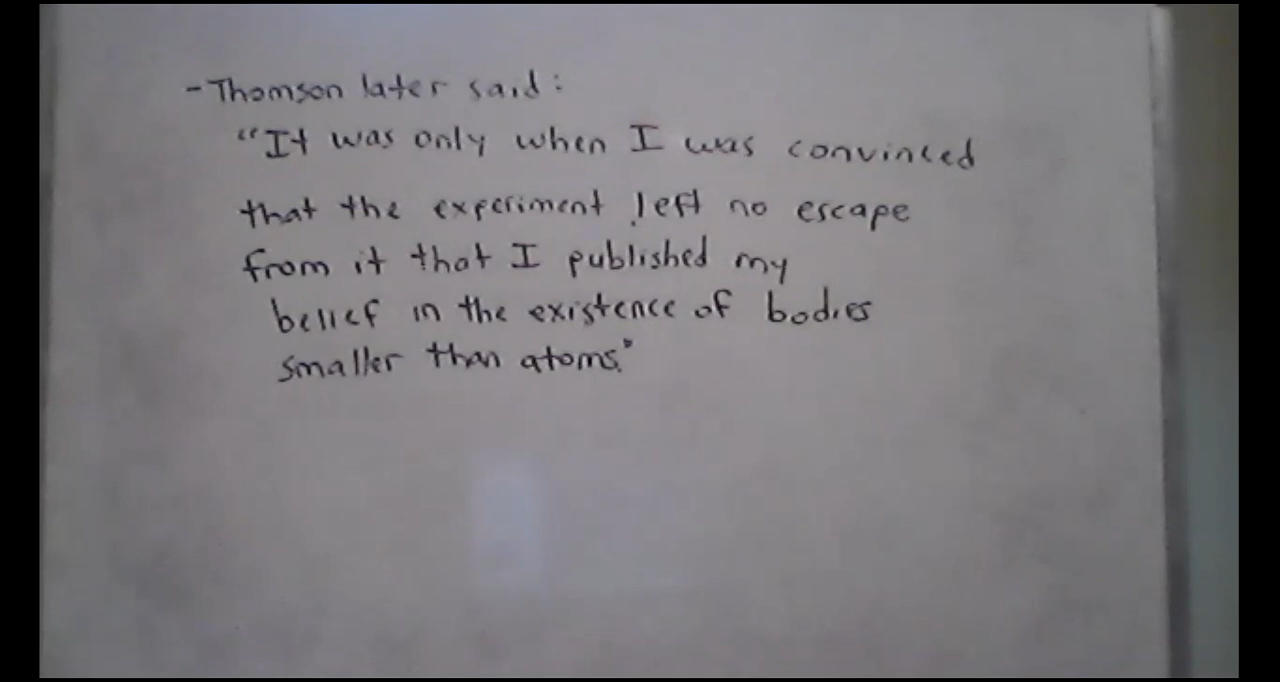 - Thomson later said:
"It was only when I was convinced
that the experiment left no escape
from it that I published my
belief in the existence of bodies
smaller than atoms."